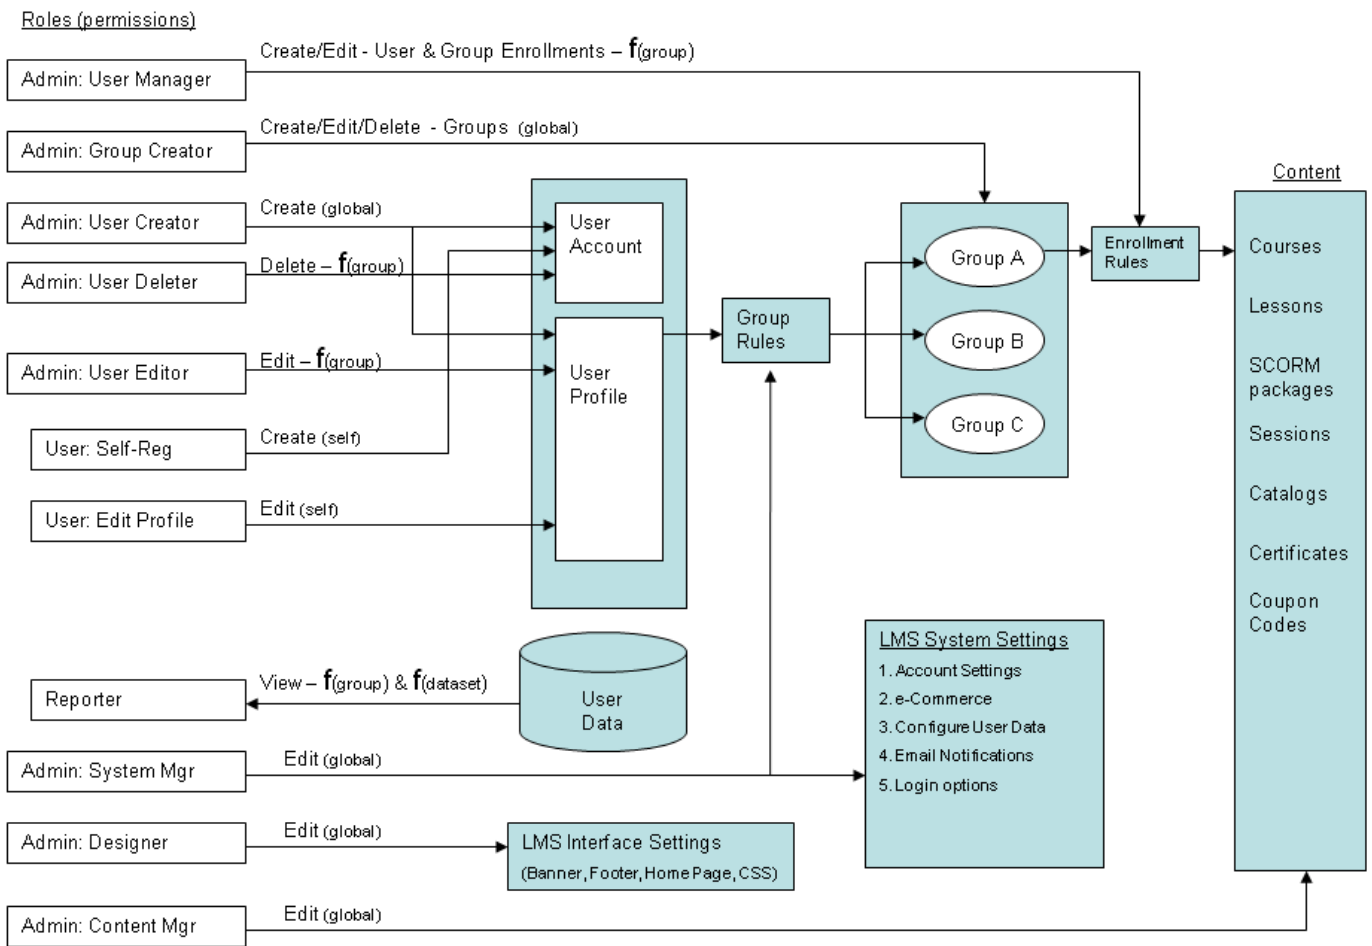 Roles (permissions)
Create/Edit - User & Group Enrollments – f(group)
Admin: User Manager
Create/Edit/Delete - Groups (global)
Admin: Group Creator
Content
Admin: User Creator
Create (global)
User
Account
Enrollment
Rules
Courses
Group A
Admin: User Deleter
Delete – f(group)
Lessons
Group
Rules
Group B
Admin: User Editor
Edit – f(group)
User
Profile
SCORM
packages
Group C
User: Self-Reg
Create (self)
Sessions
Catalogs
User: Edit Profile
Edit (self)
Certificates
Coupon
Codes
LMS System Settings
1. Account Settings
2. e-Commerce
3. Configure User Data
4. Email Notifications
5. Login options
Reporter
View – f(group) & f(dataset)
User
Data
Admin: System Mgr
Edit (global)
Admin: Designer
Edit (global)
LMS Interface Settings
(Banner, Footer, Home Page, CSS)
Admin: Content Mgr
Edit (global)